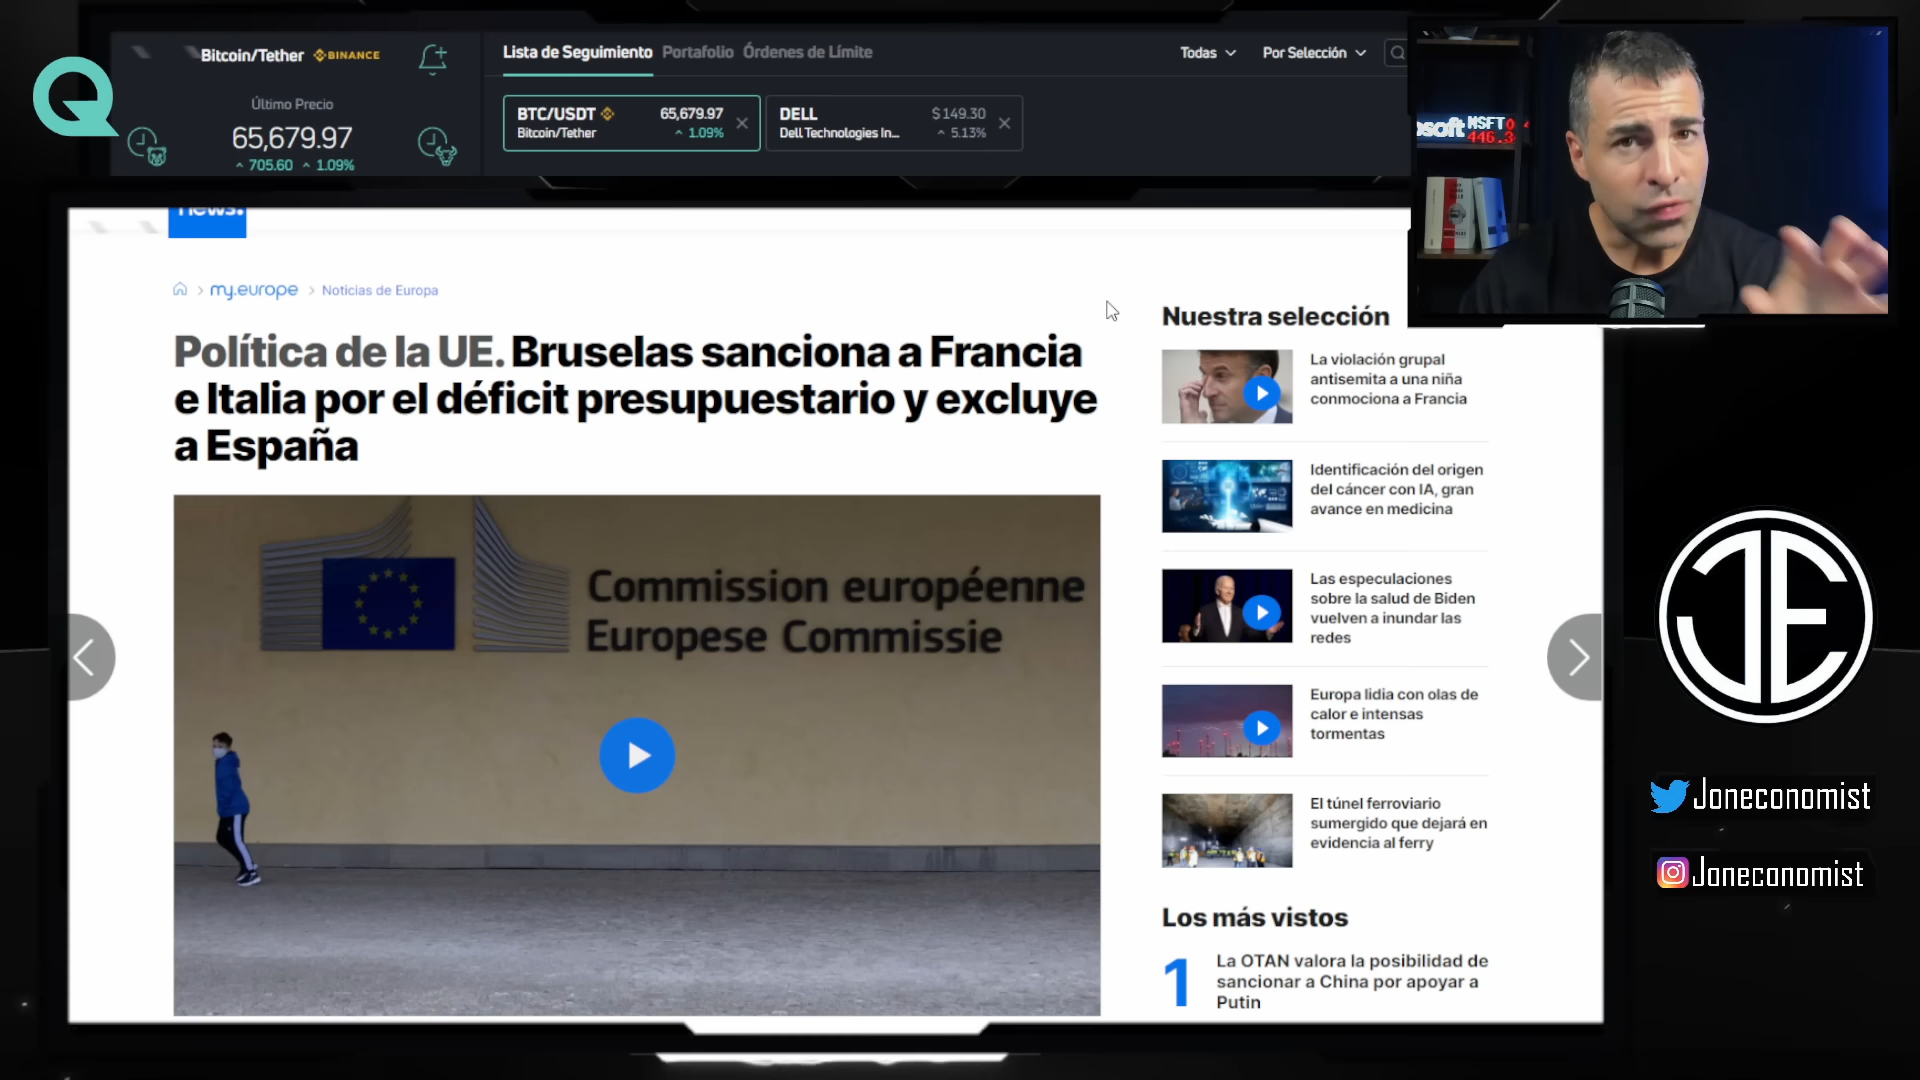 Bitcoin/Tether BINANCE
Último Precio
65,679.97
705.60 1.09%
Lista de Seguimiento Portafolio Órdenes de Límite
Todas Por Selección
BTC/USDT 65,679.97
Bitcoin/Tether 1.09%
DELL $149.30
Dell Technologies In... 5.13%
MSFT
news.
my.europe Noticias de Europa
Política de la UE. Bruselas sanciona a Francia
e Italia por el déficit presupuestario y excluye
a España
Commission européenne
Europese Commissie
Nuestra selección
La violación grupal
antisemita a una niña
conmociona a Francia
Identificación del origen
del cáncer con IA, gran
avance en medicina
Las especulaciones
sobre la salud de Biden
vuelven a inundar las
redes
Europa lidia con olas de
calor e intensas
tormentas
El túnel ferroviario
sumergido que dejará en
evidencia al ferry
Los más vistos
1
La OTAN valora la posibilidad de
sancionar a China por apoyar a
Putin
JE
Joneconomist
Joneconomist